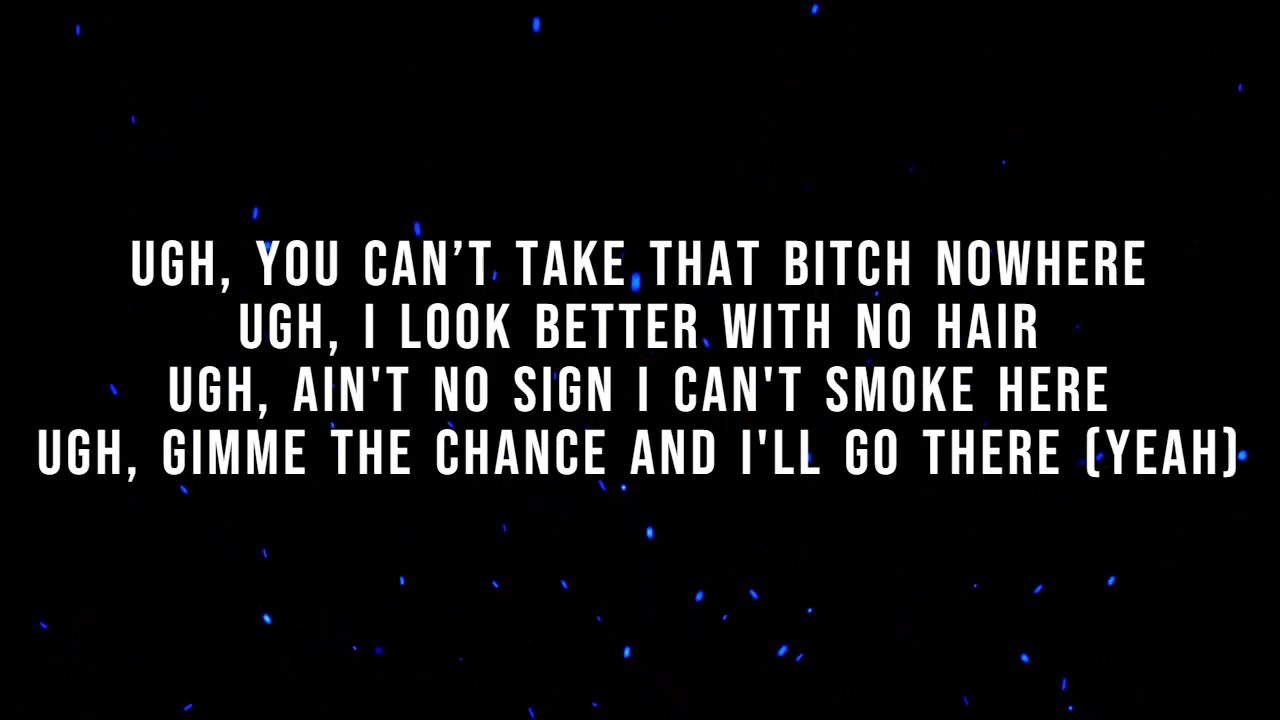 UGH, YOU CAN’T TAKE THAT BITCH NOWHERE
UGH, I LOOK BETTER WITH NO HAIR
UGH, AIN'T NO SIGN I CAN'T SMOKE HERE
UGH, GIMME THE CHANCE AND I'LL GO THERE (YEAH)